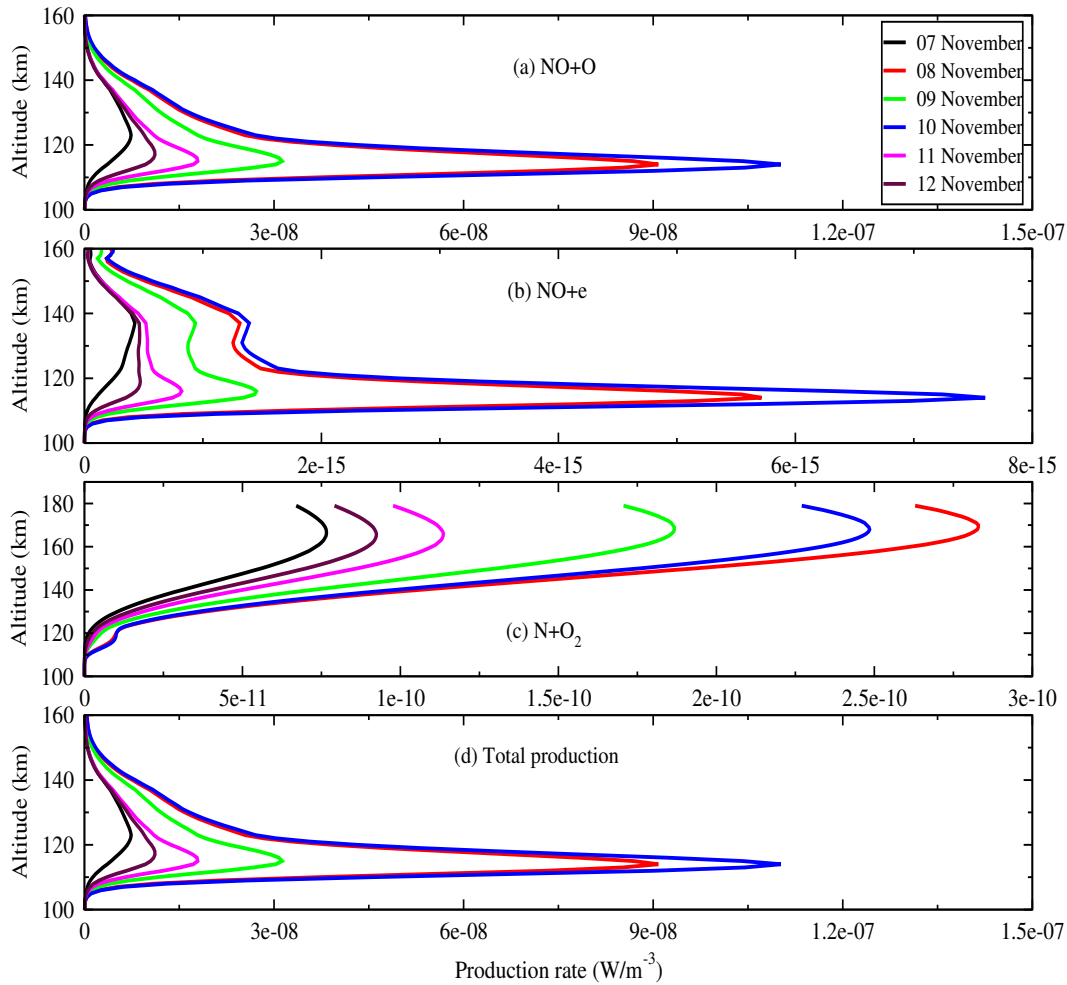 160
140
120
100
Altitude (km)
(a) NO+O
07 November
08 November
09 November
10 November
11 November
12 November
0
3e-08
6e-08
9e-08
1.2e-07
1.5e-07
160
140
120
100
Altitude (km)
(b) NO+e
0
2e-15
4e-15
6e-15
8e-15
180
160
140
120
100
Altitude (km)
(c) N+O₂
0
5e-11
1e-10
1.5e-10
2e-10
2.5e-10
3e-10
160
140
120
100
Altitude (km)
(d) Total production
0
3e-08
6e-08
9e-08
1.2e-07
1.5e-07
Production rate (W/m⁻³)